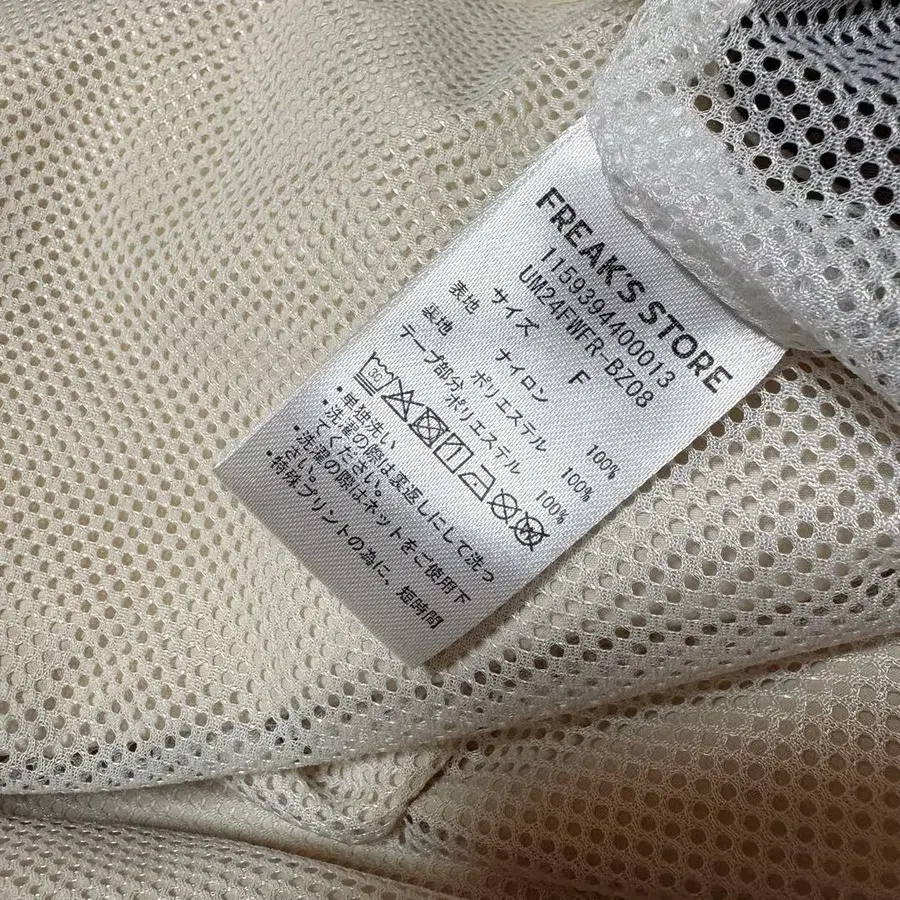 FREAK'S STORE
1159394400013
UM24FWFR-BZ08
サイズ F
表地 ナイロン 100%
裏地 ポリエステル 100%
テープ部分ポリエステル 100%
30
・単独洗い
・洗濯の際は裏返しにして洗っ
てください。
・洗濯の際はネットをご使用下
さい。
・特殊プリントの為に、短時間